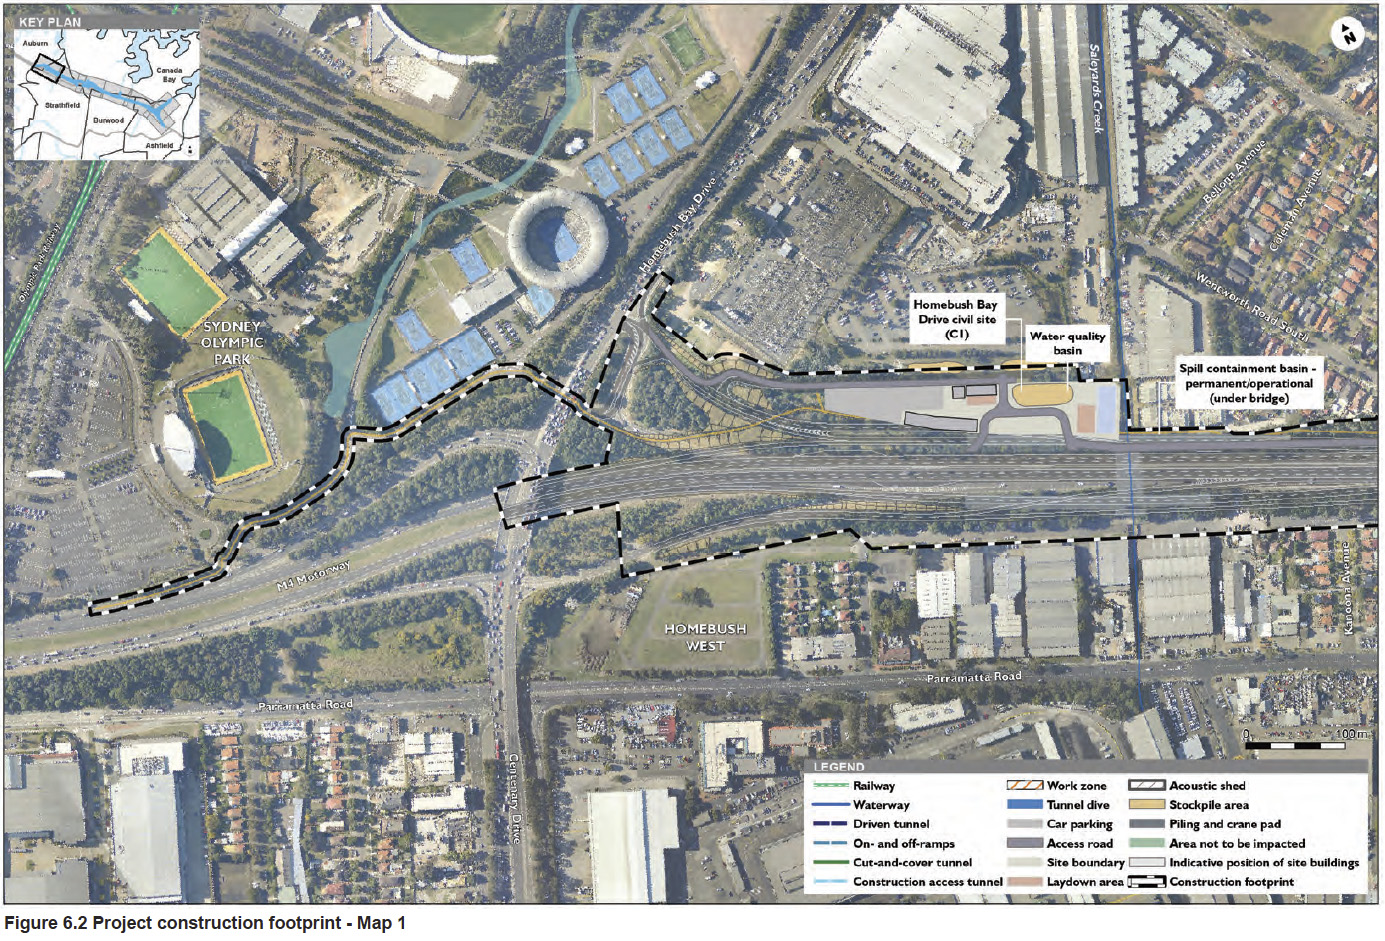 KEY PLAN
Auburn
Canada
Bay
Strathfield
Burwood
Ashfield
N
Olympic Park Railway
Saleyards Creek
Bellona Avenue
Coleman Avenue
Wentworth Road South
Homebush Bay Drive
SYDNEY
OLYMPIC
PARK
Homebush Bay
Drive civil site
(C1)
Water quality
basin
Spill containment basin -
permanent/operational
(under bridge)
M4 Motorway
HOMEBUSH
WEST
Karoona Avenue
Parramatta Road
Parramatta Road
Centenary Drive
0 100 m
LEGEND
Railway
Waterway
Driven tunnel
On- and off-ramps
Cut-and-cover tunnel
Construction access tunnel
Work zone
Tunnel dive
Car parking
Access road
Site boundary
Laydown area
Acoustic shed
Stockpile area
Piling and crane pad
Area not to be impacted
Indicative position of site buildings
Construction footprint
Figure 6.2 Project construction footprint - Map 1